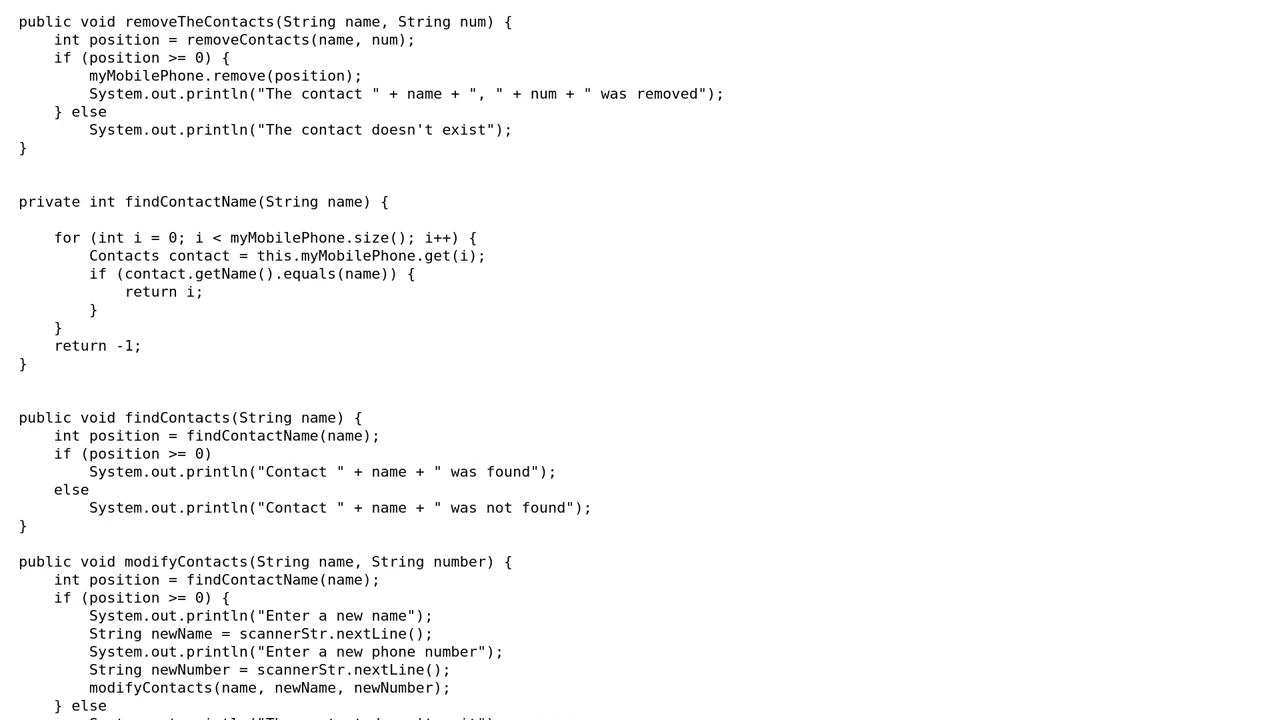 public void removeTheContacts(String name, String num) {
    int position = removeContacts(name, num);
    if (position >= 0) {
        myMobilePhone.remove(position);
        System.out.println("The contact " + name + ", " + num + " was removed");
    } else
        System.out.println("The contact doesn't exist");
}
private int findContactName(String name) {
    for (int i = 0; i < myMobilePhone.size(); i++) {
        Contacts contact = this.myMobilePhone.get(i);
        if (contact.getName().equals(name)) {
            return i;
        }
    }
    return -1;
}
public void findContacts(String name) {
    int position = findContactName(name);
    if (position >= 0)
        System.out.println("Contact " + name + " was found");
    else
        System.out.println("Contact " + name + " was not found");
}
public void modifyContacts(String name, String number) {
    int position = findContactName(name);
    if (position >= 0) {
        System.out.println("Enter a new name");
        String newName = scannerStr.nextLine();
        System.out.println("Enter a new phone number");
        String newNumber = scannerStr.nextLine();
        modifyContacts(name, newName, newNumber);
    } else